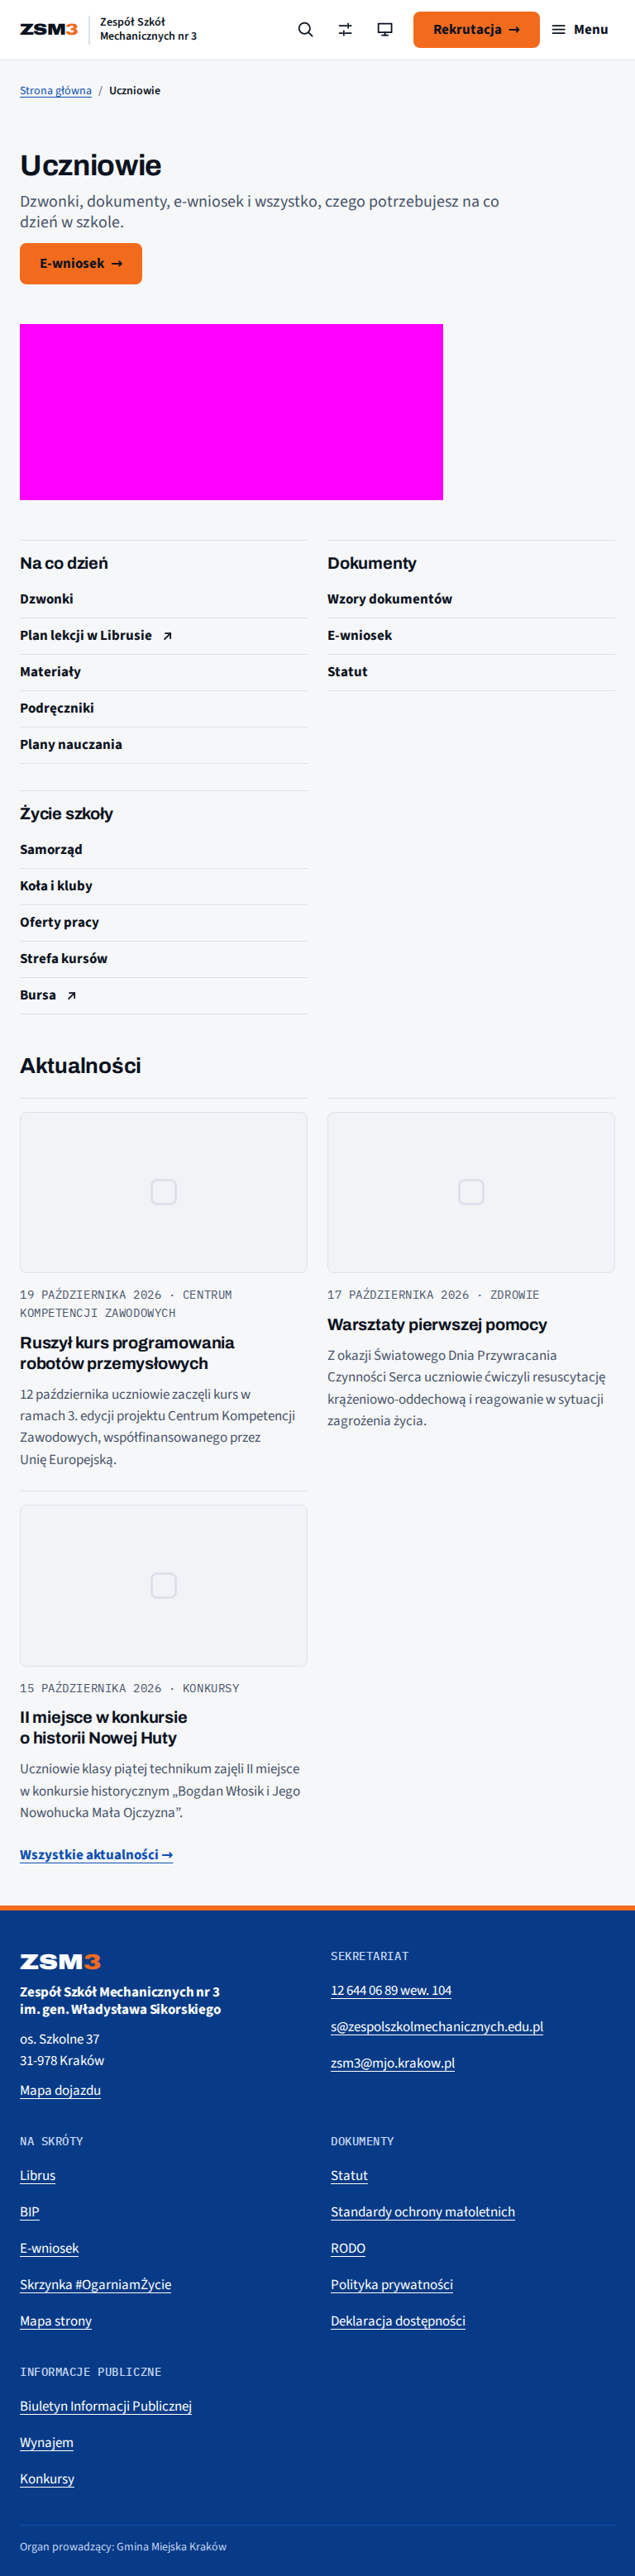 ZSM3
Zespół Szkół
Mechanicznych nr 3
Rekrutacja →
Menu
Strona główna / Uczniowie
Uczniowie
Dzwonki, dokumenty, e-wniosek i wszystko, czego potrzebujesz na co
dzień w szkole.
E-wniosek →
Na co dzień
Dzwonki
Plan lekcji w Librusie
Materiały
Podręczniki
Plany nauczania
Dokumenty
Wzory dokumentów
E-wniosek
Statut
Życie szkoły
Samorząd
Koła i kluby
Oferty pracy
Strefa kursów
Bursa
Aktualności
19 PAŹDZIERNIKA 2026 · CENTRUM
KOMPETENCJI ZAWODOWYCH
Ruszył kurs programowania
robotów przemysłowych
12 października uczniowie zaczęli kurs w
ramach 3. edycji projektu Centrum Kompetencji
Zawodowych, współfinansowanego przez
Unię Europejską.
17 PAŹDZIERNIKA 2026 · ZDROWIE
Warsztaty pierwszej pomocy
Z okazji Światowego Dnia Przywracania
Czynności Serca uczniowie ćwiczyli resuscytację
krążeniowo-oddechową i reagowanie w sytuacji
zagrożenia życia.
15 PAŹDZIERNIKA 2026 · KONKURSY
II miejsce w konkursie
o historii Nowej Huty
Uczniowie klasy piątej technikum zajęli II miejsce
w konkursie historycznym „Bogdan Włosik i Jego
Nowohucka Mała Ojczyzna”.
Wszystkie aktualności →
ZSM3
Zespół Szkół Mechanicznych nr 3
im. gen. Władysława Sikorskiego
os. Szkolne 37
31-978 Kraków
Mapa dojazdu
SEKRETARIAT
12 644 06 89 wew. 104
s@zespolszkolmechanicznych.edu.pl
zsm3@mjo.krakow.pl
NA SKRÓTY
Librus
BIP
E-wniosek
Skrzynka #OgarniamŻycie
Mapa strony
DOKUMENTY
Statut
Standardy ochrony małoletnich
RODO
Polityka prywatności
Deklaracja dostępności
INFORMACJE PUBLICZNE
Biuletyn Informacji Publicznej
Wynajem
Konkursy
Organ prowadzący: Gmina Miejska Kraków